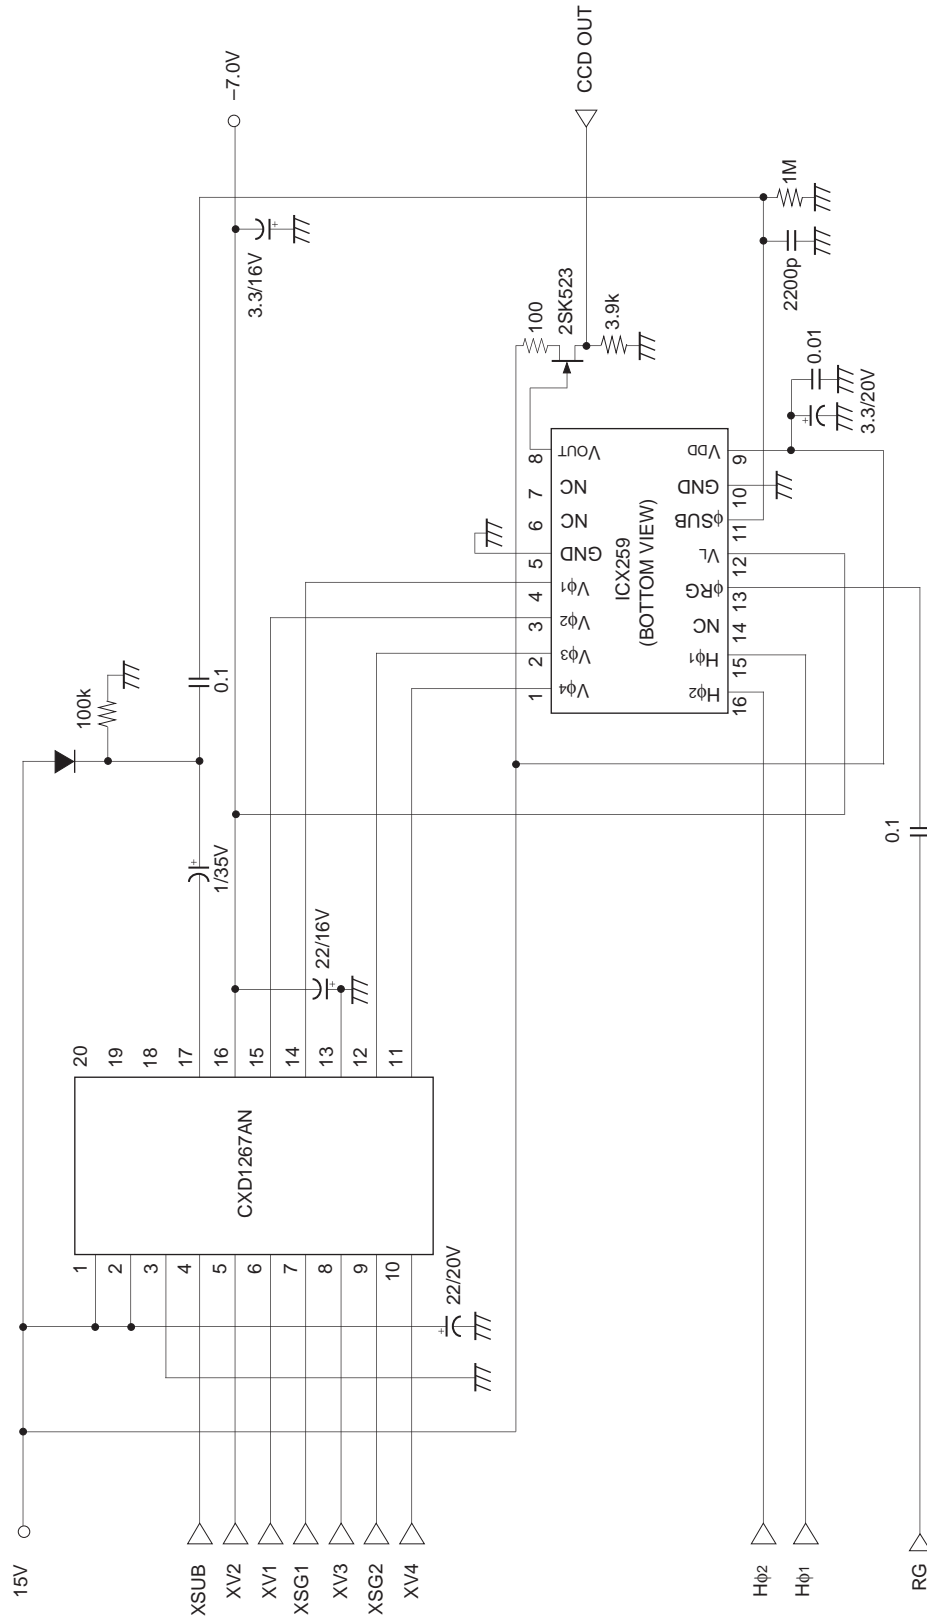 15V
XSUB
XV2
XV1
XSG1
XV3
XSG2
XV4
Hϕ2
Hϕ1
RG
1
2
3
4
5
6
7
8
9
10
22/20V
CXD1267AN
20
19
18
17
16
15
14
13
12
11
22/16V
1/35V
100k
0.1
–7.0V
3.3/16V
CCD OUT
100
2SK523
3.9k
1M
2200p
0.01
3.3/20V
0.1
ICX259
(BOTTOM VIEW)
1
2
3
4
5
6
7
8
Vϕ4
Vϕ3
Vϕ2
Vϕ1
GND
NC
NC
VOUT
Hϕ2
Hϕ1
NC
ϕRG
VL
ϕSUB
GND
VDD
16
15
14
13
12
11
10
9